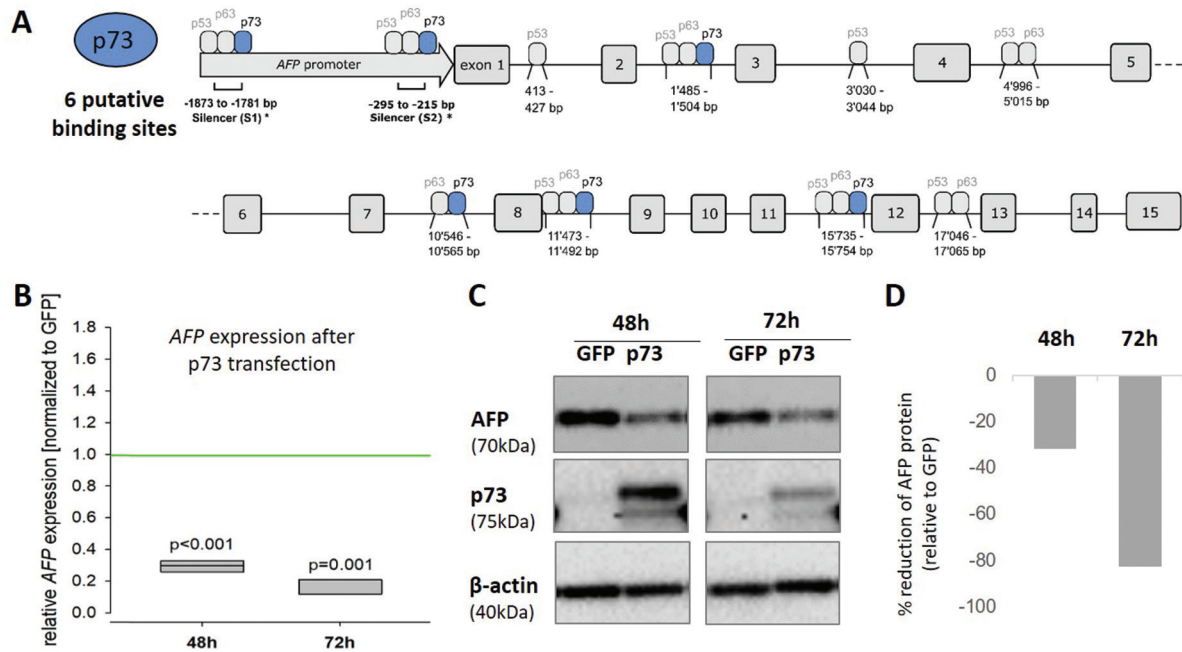 A
p73
6 putative
binding sites
p53 p63 p73
p53 p63 p73
AFP promoter
-1873 to -1781 bp
Silencer (S1) *
-295 to -215 bp
Silencer (S2) *
exon 1
p53
413 -
427 bp
2
p53 p63 p73
1'485 -
1'504 bp
3
p53
3'030 -
3'044 bp
4
p53 p63
4'996 -
5'015 bp
5
6
7
p63 p73
10'546 -
10'565 bp
8
p53 p63 p73
11'473 -
11'492 bp
9
10
11
p53 p63 p73
15'735 -
15'754 bp
12
p53 p63
17'046 -
17'065 bp
13
14
15
B
relative AFP expression [normalized to GFP]
AFP expression after
p73 transfection
1.8
1.6
1.4
1.2
1.0
0.8
0.6
0.4
0.2
0.0
p<0.001
p=0.001
48h 72h
C
48h 72h
GFP p73 GFP p73
AFP
(70kDa)
p73
(75kDa)
β-actin
(40kDa)
D
48h 72h
% reduction of AFP protein
(relative to GFP)
0
-20
-40
-60
-80
-100